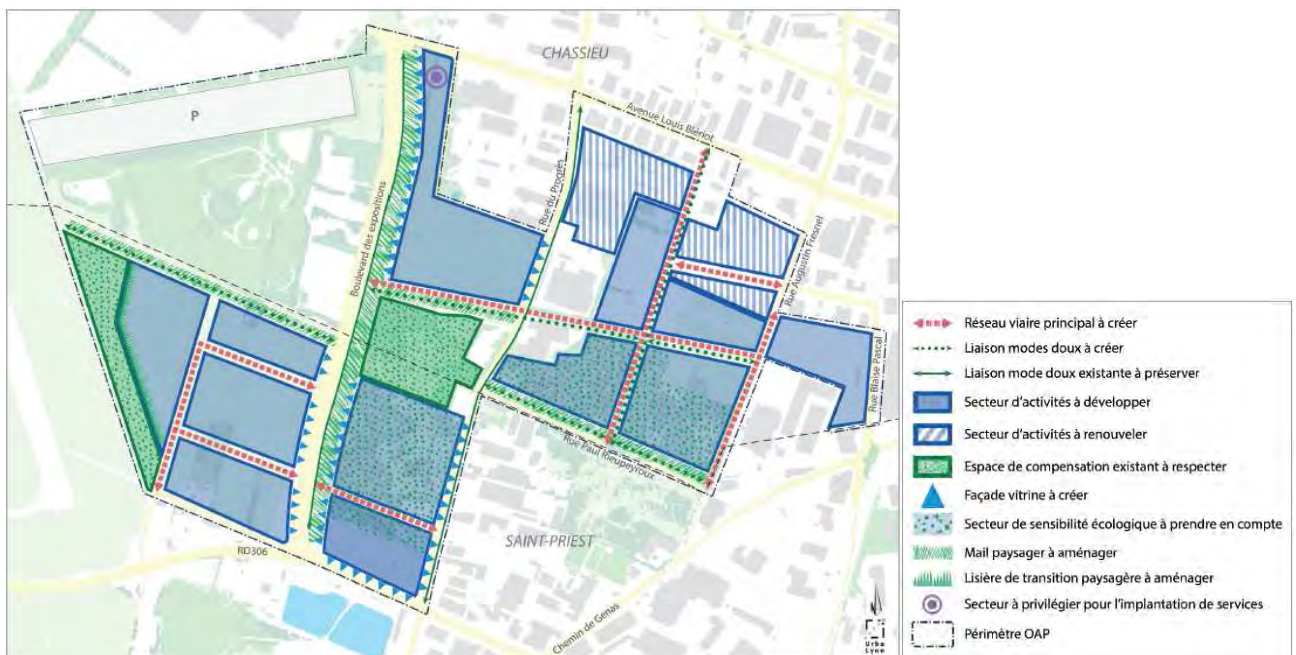 CHASSIEU
P
Avenue Louis Blériot
Rue du Progrès
Boulevard des expositions
Rue Augustin Fresnel
Rue Blaise Pascal
Rue Paul Rieupeyroux
RD306
SAINT-PRIEST
Chemin de Genas
Urba
Lyon
Réseau viaire principal à créer
Liaison modes doux à créer
Liaison mode doux existante à préserver
Secteur d'activités à développer
Secteur d'activités à renouveler
Espace de compensation existant à respecter
Façade vitrine à créer
Secteur de sensibilité écologique à prendre en compte
Mail paysager à aménager
Lisière de transition paysagère à aménager
Secteur à privilégier pour l'implantation de services
Périmètre OAP